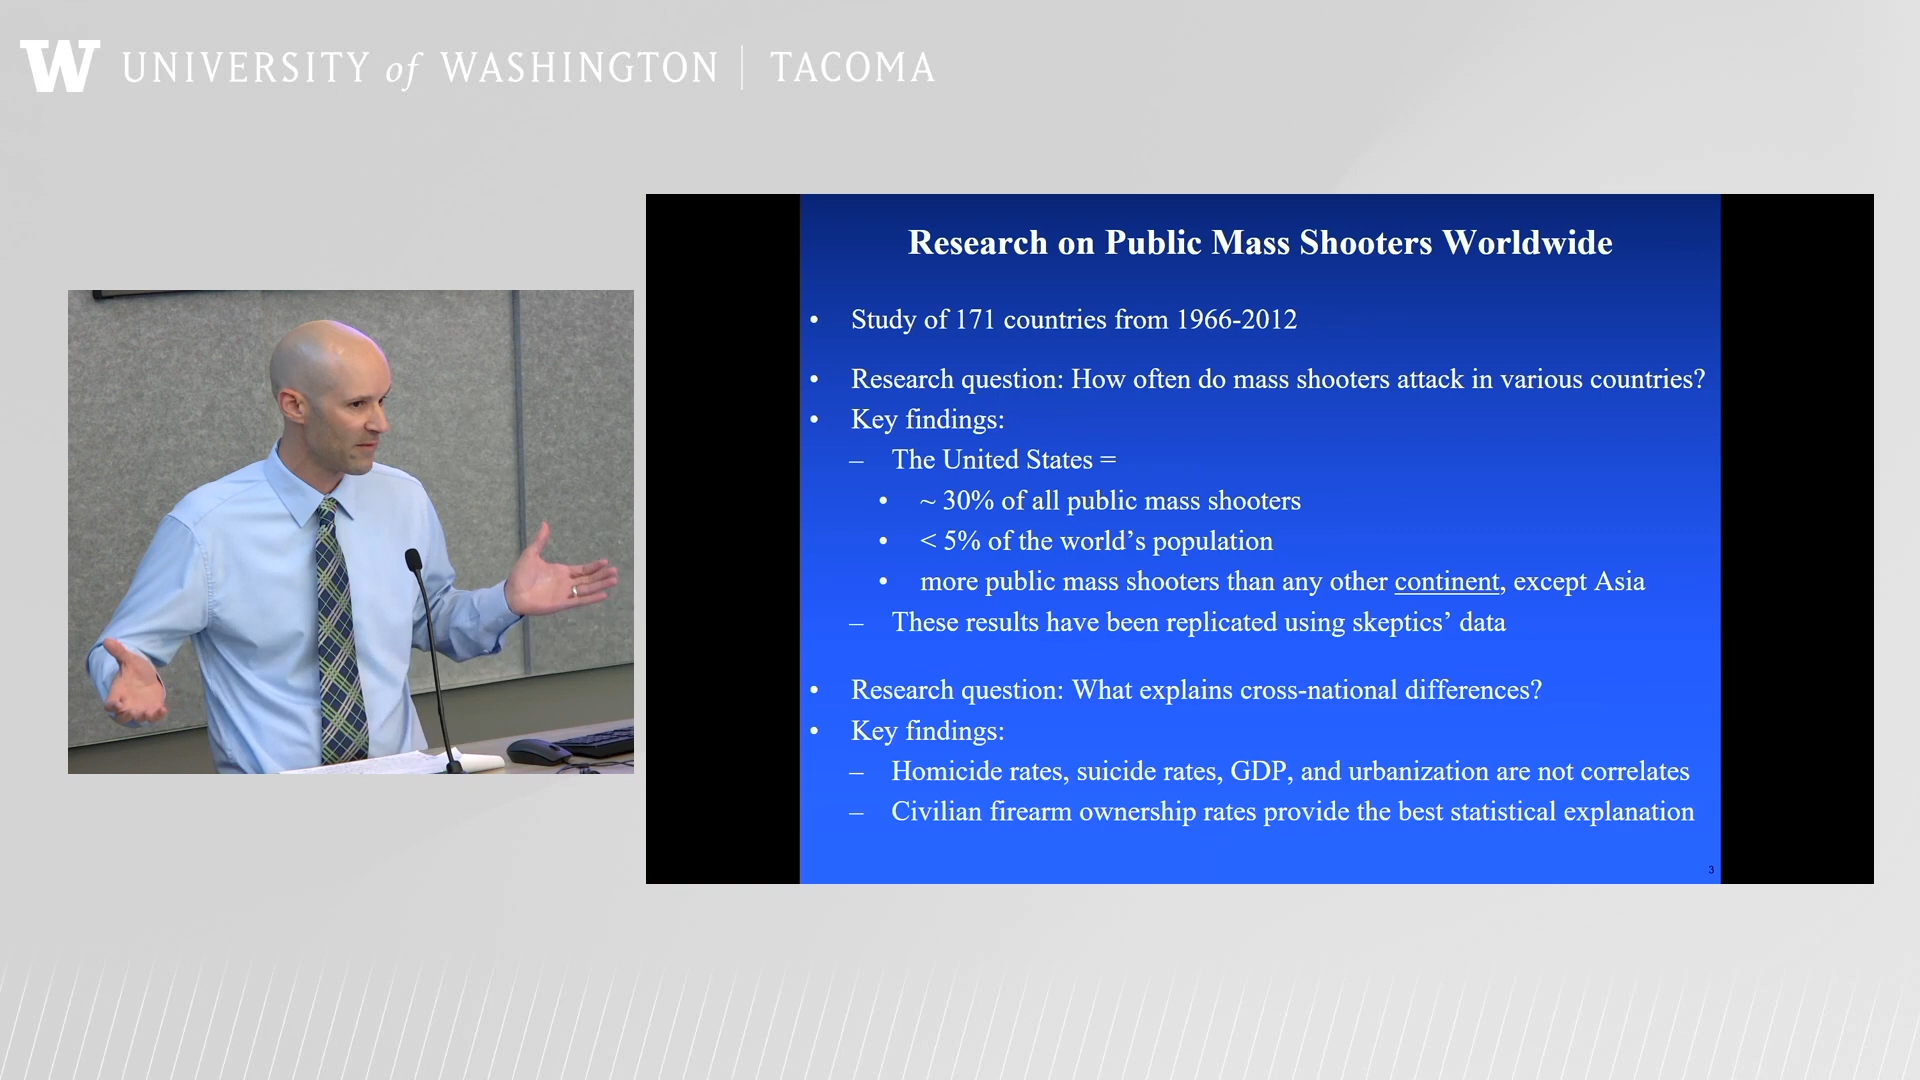 W UNIVERSITY of WASHINGTON | TACOMA
Research on Public Mass Shooters Worldwide
• Study of 171 countries from 1966-2012
• Research question: How often do mass shooters attack in various countries?
• Key findings:
– The United States =
• ~ 30% of all public mass shooters
• < 5% of the world’s population
• more public mass shooters than any other continent, except Asia
– These results have been replicated using skeptics’ data
• Research question: What explains cross-national differences?
• Key findings:
– Homicide rates, suicide rates, GDP, and urbanization are not correlates
– Civilian firearm ownership rates provide the best statistical explanation
3